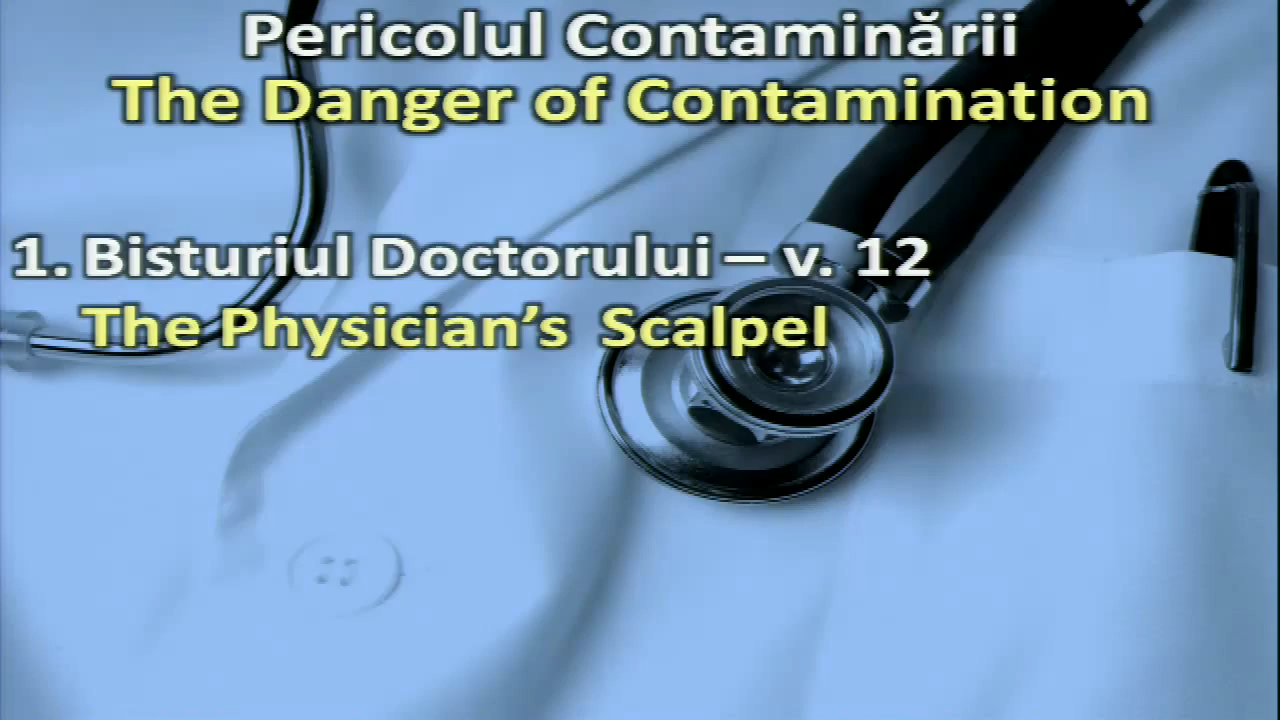 Pericolul Contaminării
The Danger of Contamination
1. Bisturiul Doctorului – v. 12
The Physician’s Scalpel